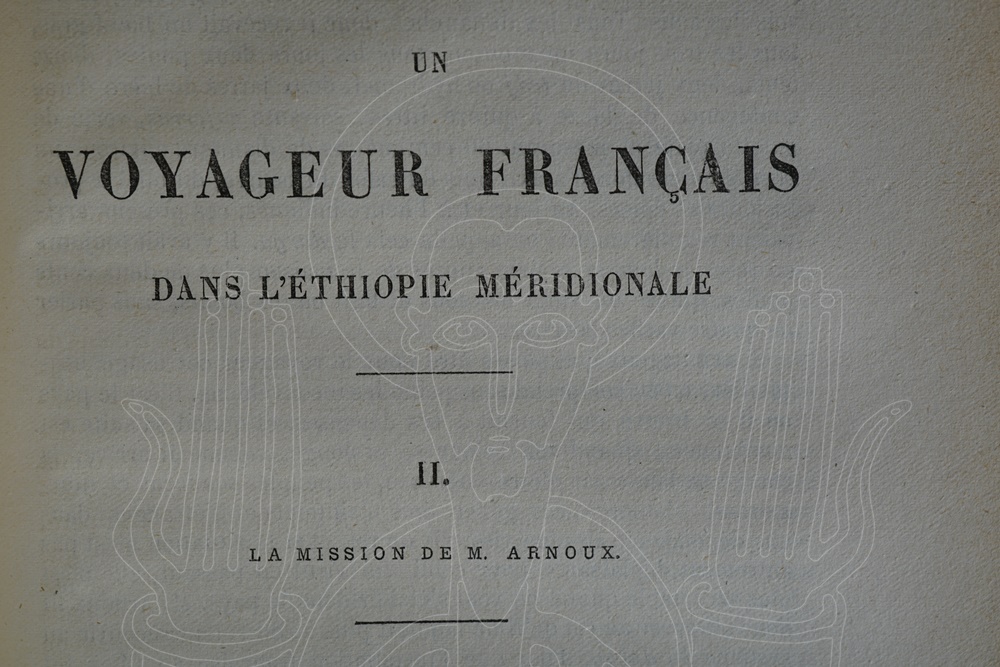 UN
VOYAGEUR FRANÇAIS
DANS L'ÉTHIOPIE MÉRIDIONALE
II.
LA MISSION DE M. ARNOUX.